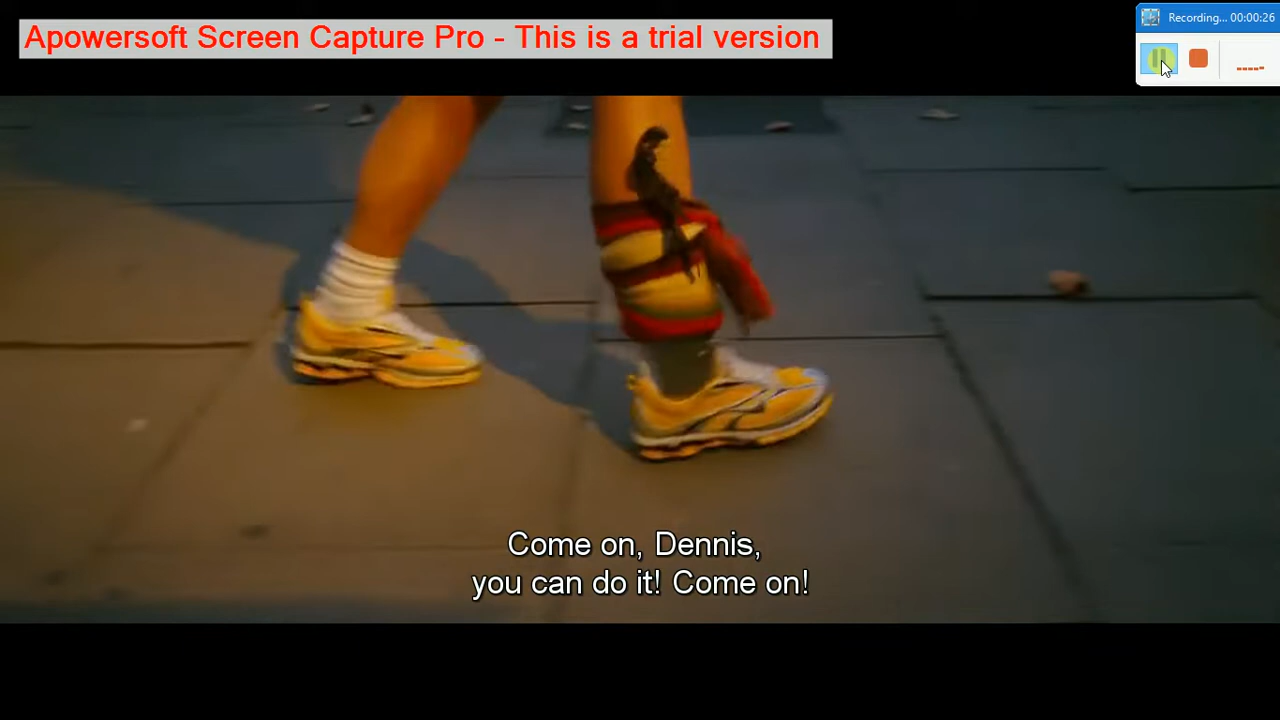 Apowersoft Screen Capture Pro - This is a trial version
Recording... 00:00:26
Come on, Dennis,
you can do it! Come on!